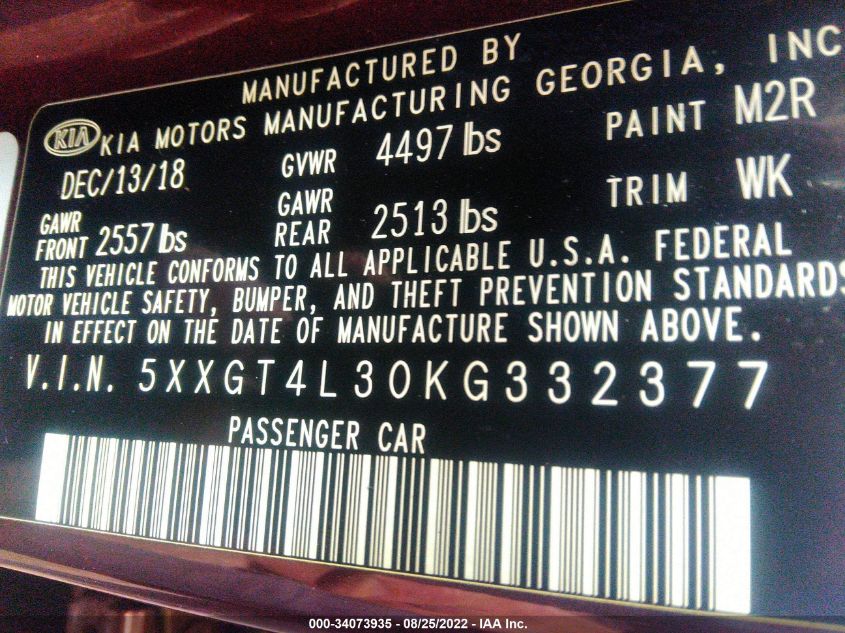 MANUFACTURED BY
KIA KIA MOTORS MANUFACTURING GEORGIA, INC
DEC/13/18 GVWR 4497 lbs PAINT M2R
GAWR FRONT 2557 lbs GAWR REAR 2513 lbs TRIM WK
THIS VEHICLE CONFORMS TO ALL APPLICABLE U.S.A. FEDERAL
MOTOR VEHICLE SAFETY, BUMPER, AND THEFT PREVENTION STANDARDS
IN EFFECT ON THE DATE OF MANUFACTURE SHOWN ABOVE.
V.I.N. 5XXGT4L30KG332377
PASSENGER CAR
000-34073935 - 08/25/2022 - IAA Inc.